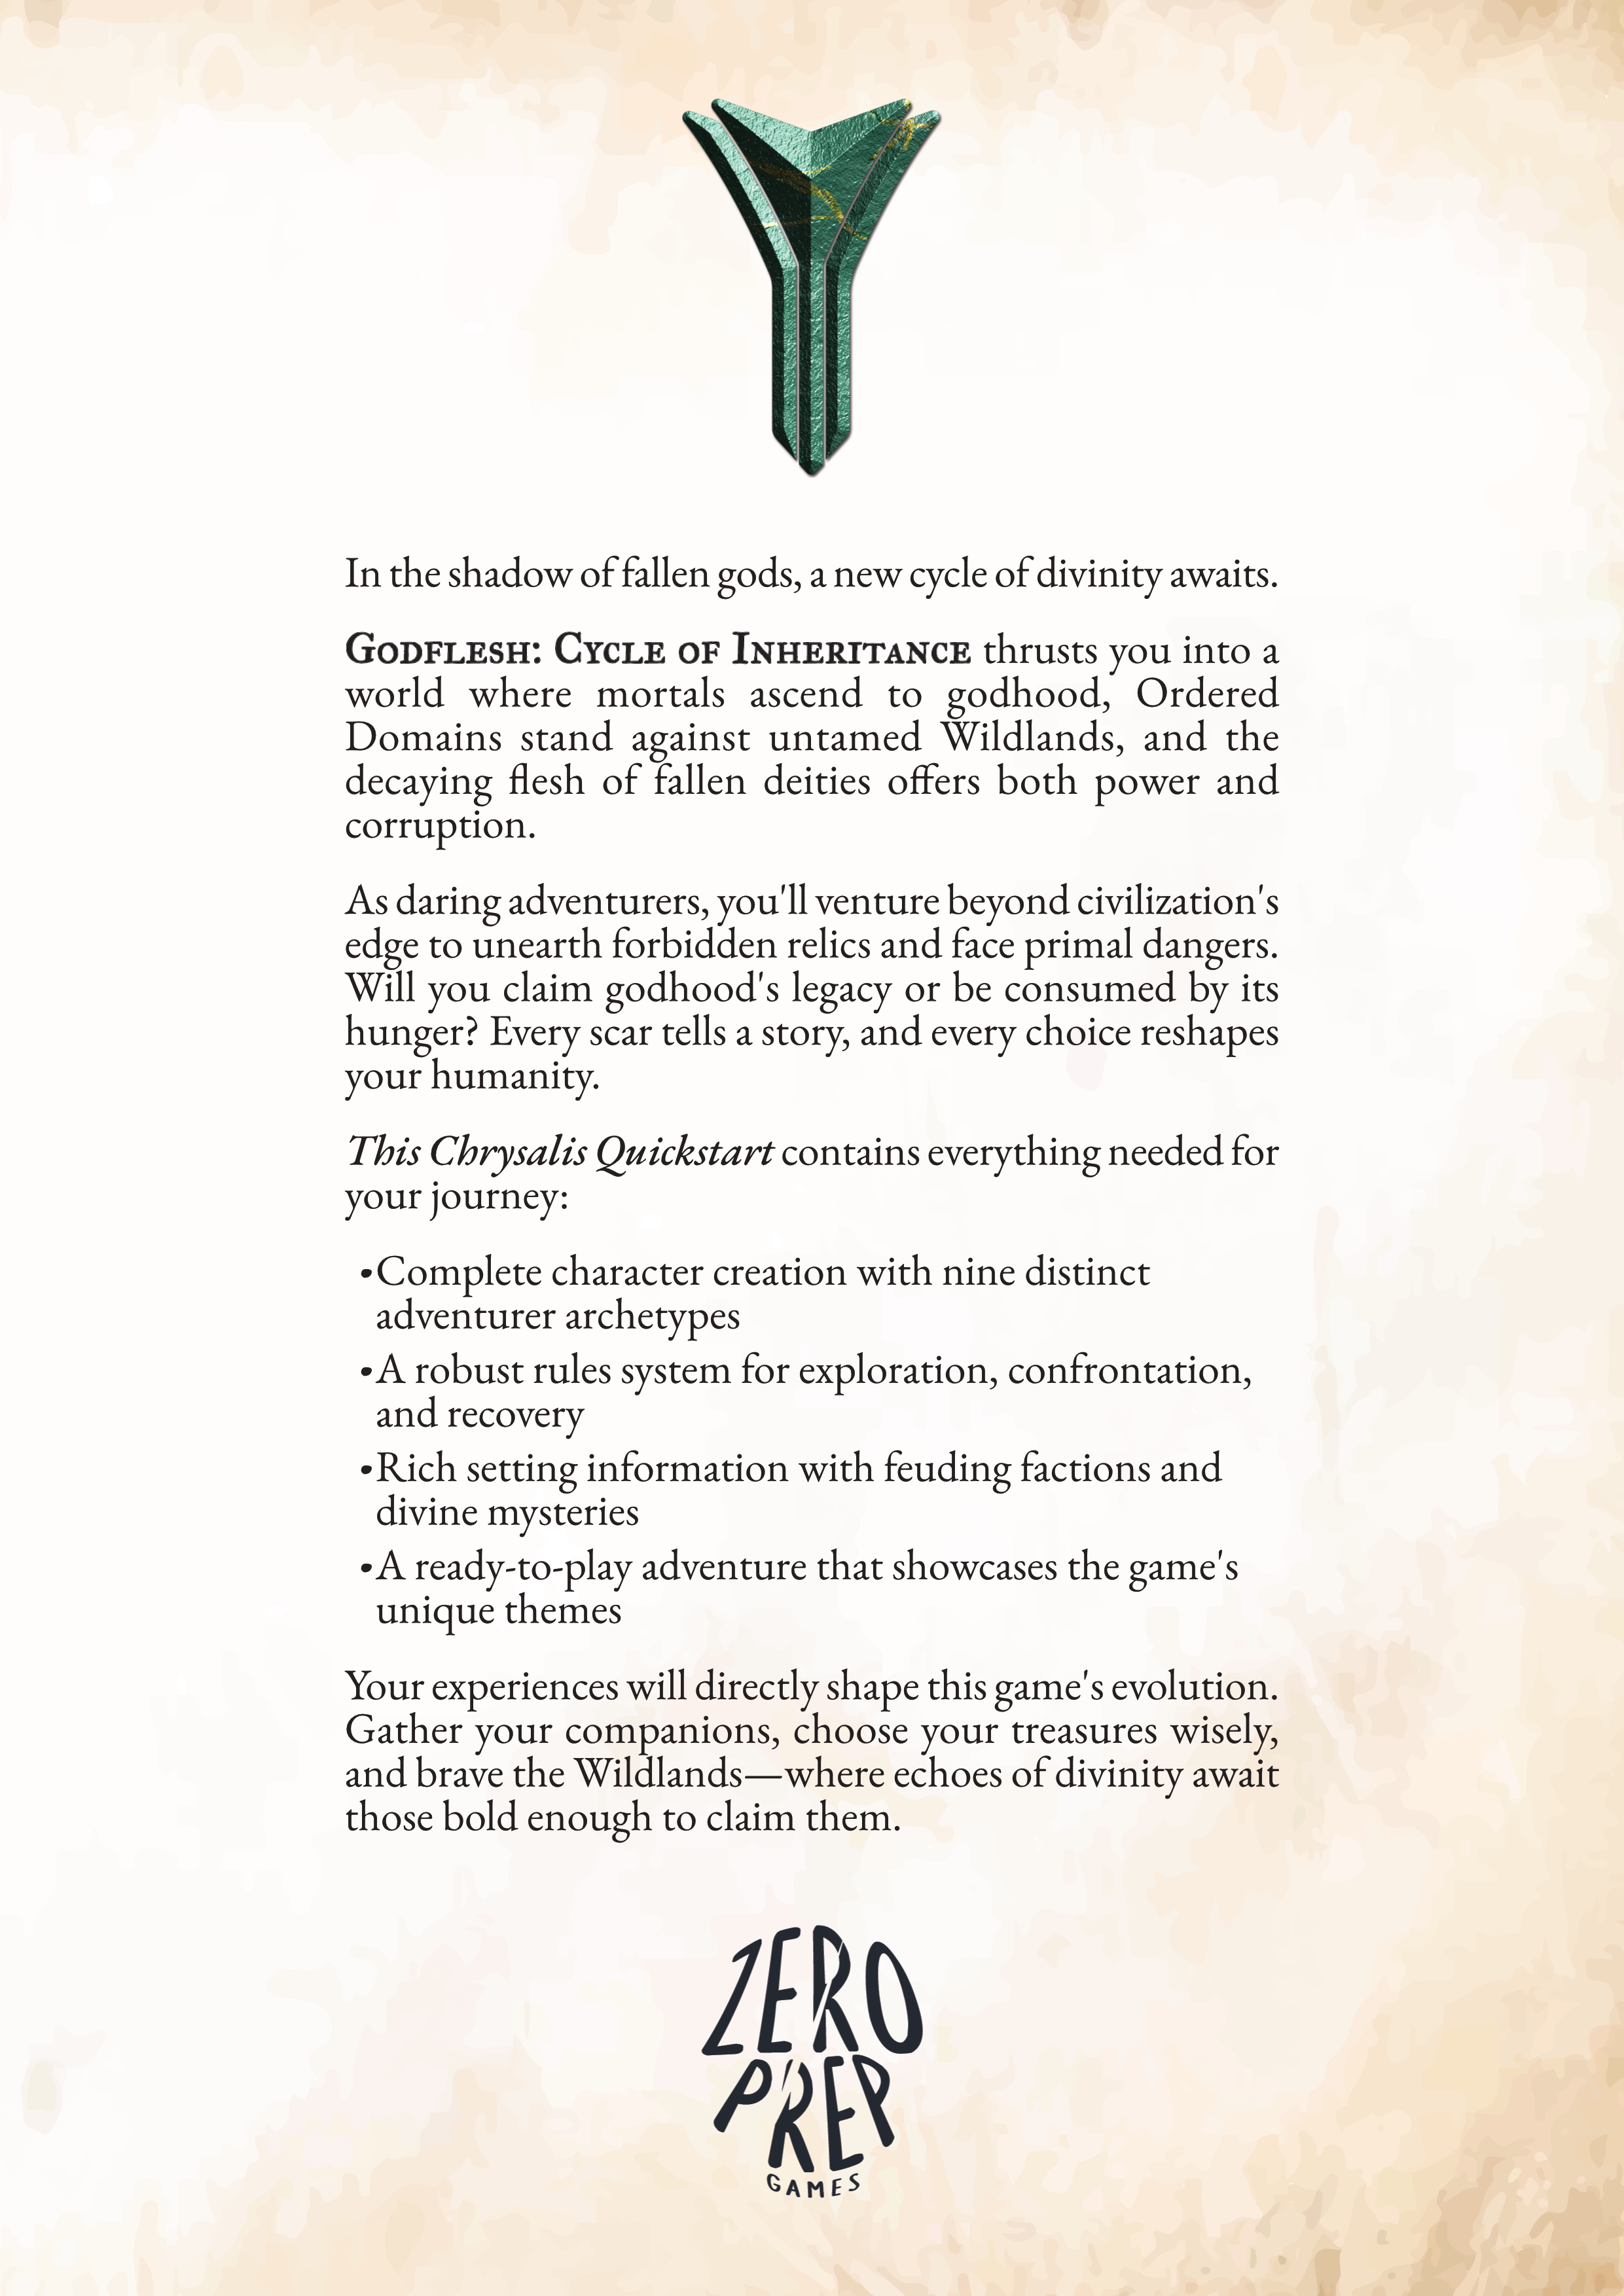 In the shadow of fallen gods, a new cycle of divinity awaits.
Godflesh: Cycle of Inheritance thrusts you into a
world where mortals ascend to godhood, Ordered
Domains stand against untamed Wildlands, and the
decaying flesh of fallen deities offers both power and
corruption.
As daring adventurers, you'll venture beyond civilization's
edge to unearth forbidden relics and face primal dangers.
Will you claim godhood's legacy or be consumed by its
hunger? Every scar tells a story, and every choice reshapes
your humanity.
This Chrysalis Quickstart contains everything needed for
your journey:
•Complete character creation with nine distinct
adventurer archetypes
•A robust rules system for exploration, confrontation,
and recovery
•Rich setting information with feuding factions and
divine mysteries
•A ready-to-play adventure that showcases the game's
unique themes
Your experiences will directly shape this game's evolution.
Gather your companions, choose your treasures wisely,
and brave the Wildlands—where echoes of divinity await
those bold enough to claim them.
ZERO
PREP
GAMES